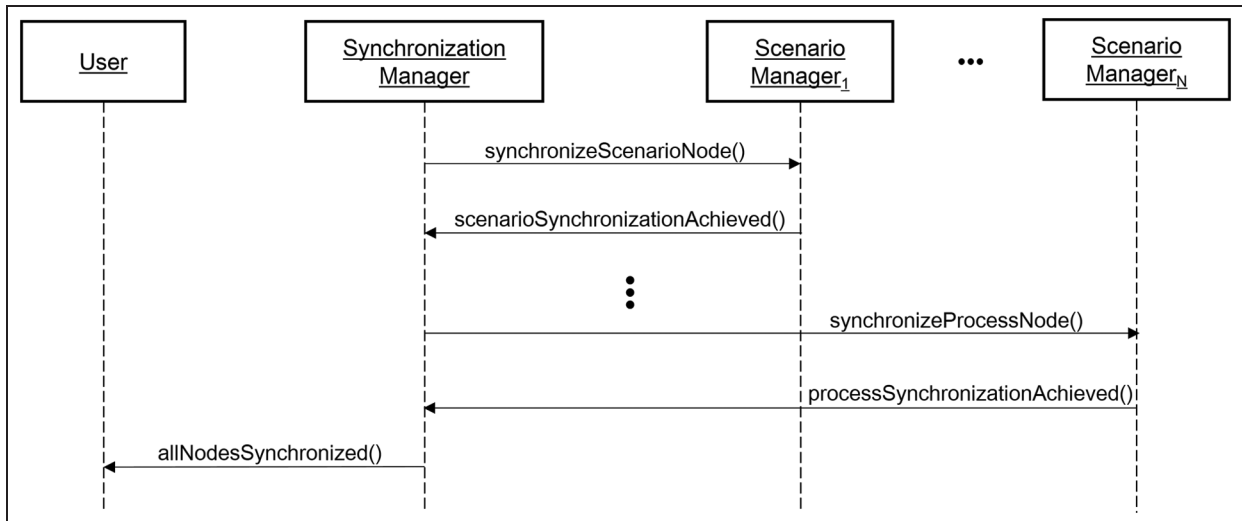 User
Synchronization
Manager
Scenario
Manager1
•••
Scenario
ManagerN
synchronizeScenarioNode()
scenarioSynchronizationAchieved()
synchronizeProcessNode()
processSynchronizationAchieved()
allNodesSynchronized()